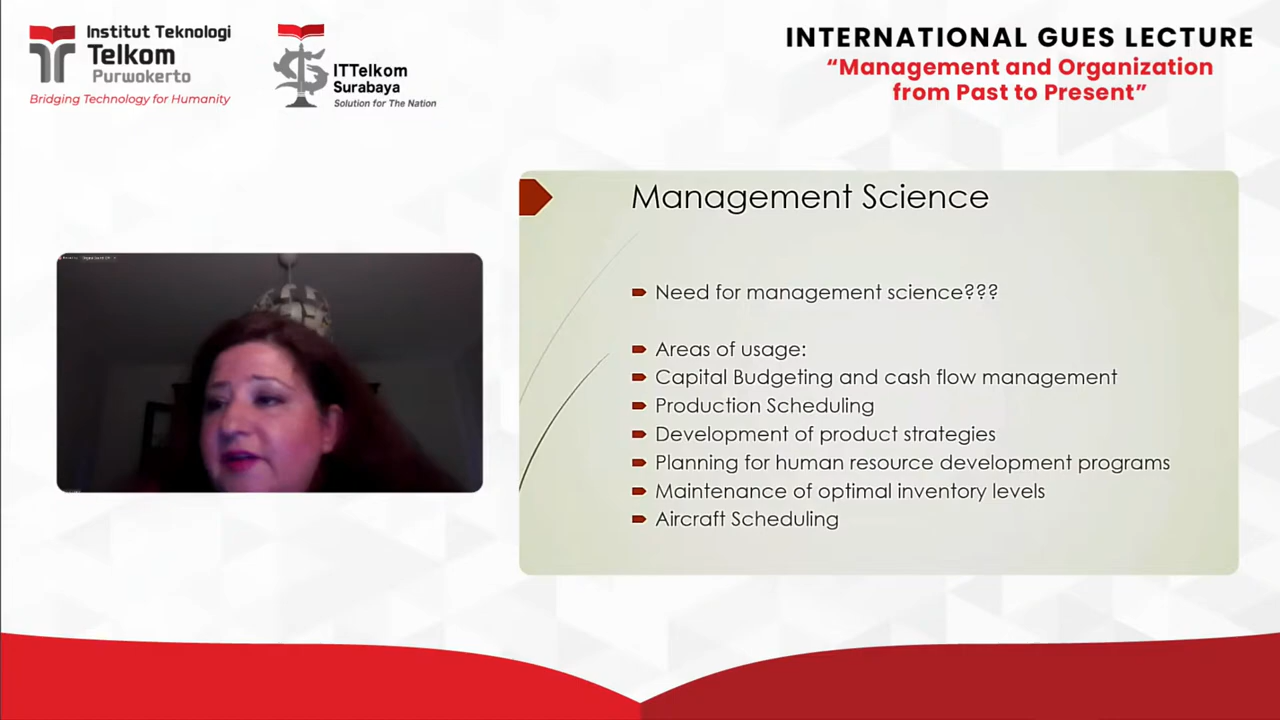 Institut Teknologi
Telkom
Purwokerto
Bridging Technology for Humanity
ITTelkom
Surabaya
Solution for The Nation
INTERNATIONAL GUES LECTURE
“Management and Organization
from Past to Present”
Management Science
Need for management science???
Areas of usage:
Capital Budgeting and cash flow management
Production Scheduling
Development of product strategies
Planning for human resource development programs
Maintenance of optimal inventory levels
Aircraft Scheduling